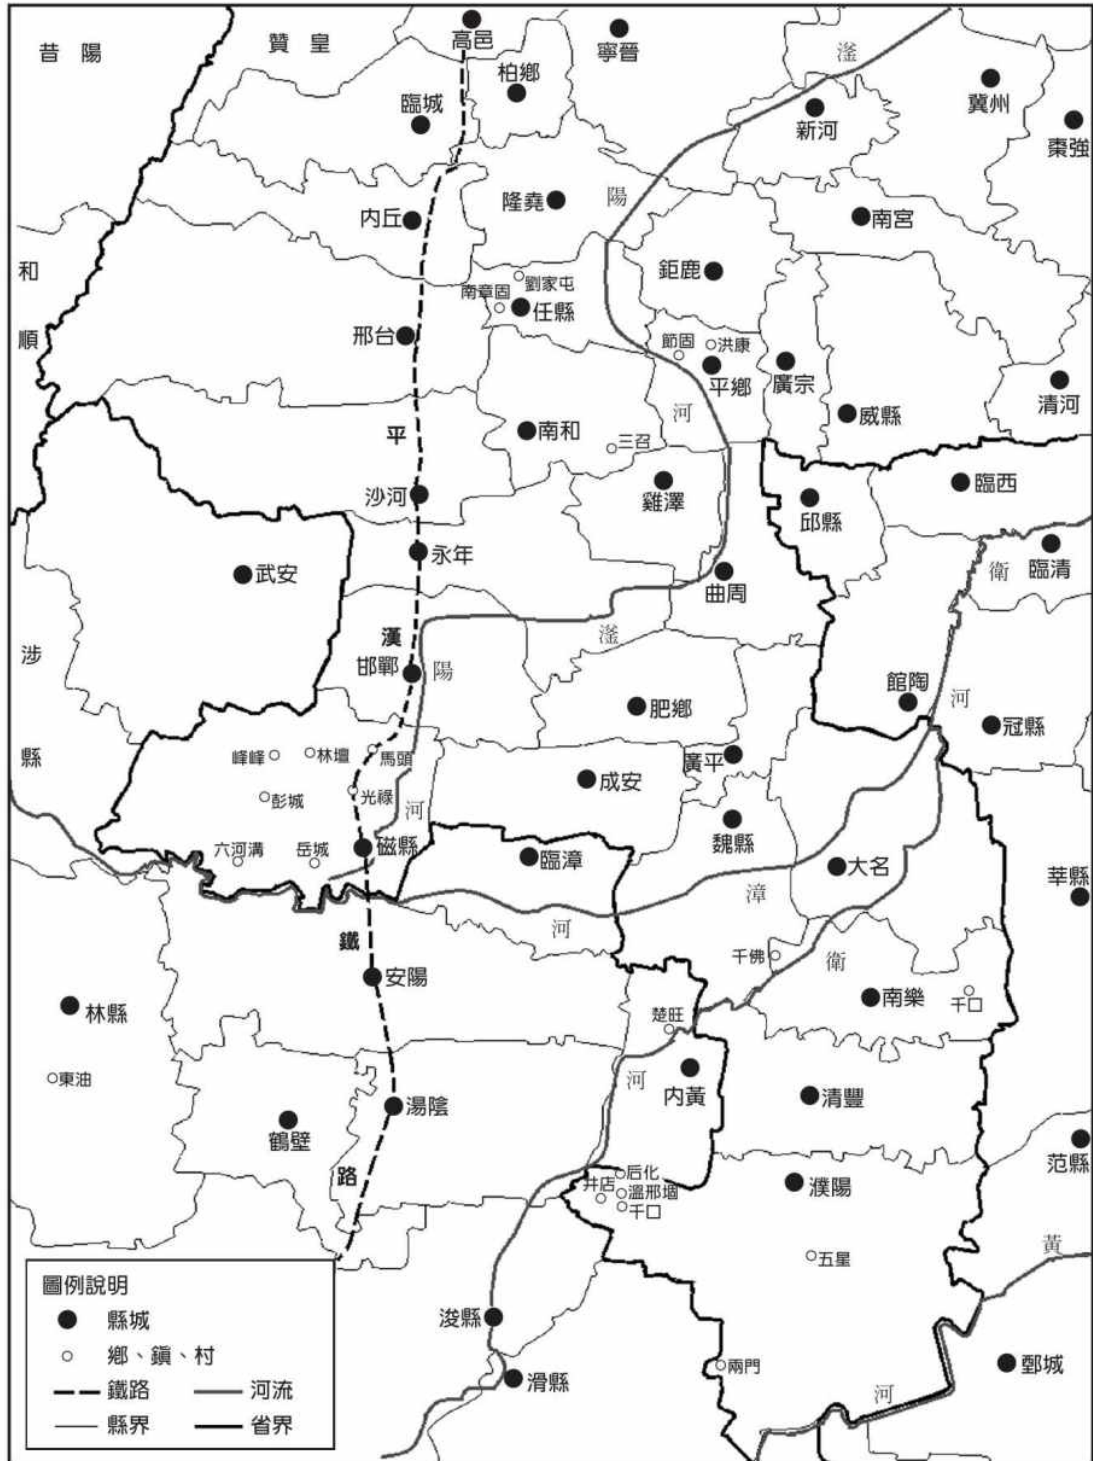 昔陽
贊皇
高邑
寧晉
滏
柏鄉
冀州
臨城
新河
棗強
隆堯
陽
內丘
南宮
和
順
鉅鹿
劉家屯
南章固
任縣
邢台
節固
洪康
平鄉
廣宗
清河
河
威縣
平
南和
三召
沙河
雞澤
臨西
邱縣
永年
武安
曲周
衛
臨清
漢
滏
涉
邯鄲
陽
館陶
河
肥鄉
冠縣
縣
峰峰
林壇
馬頭
廣平
成安
彭城
光祿
河
魏縣
六河溝
岳城
磁縣
臨漳
大名
莘縣
漳
鐵
河
千佛
衛
安陽
南樂
千口
林縣
楚旺
東油
河
內黃
清豐
湯陰
鶴壁
范縣
路
后化
井店
溫邢堌
千口
濮陽
五星
黃
圖例說明
縣城
鄉、鎮、村
鐵路
河流
縣界
省界
浚縣
滑縣
兩門
鄄城
河